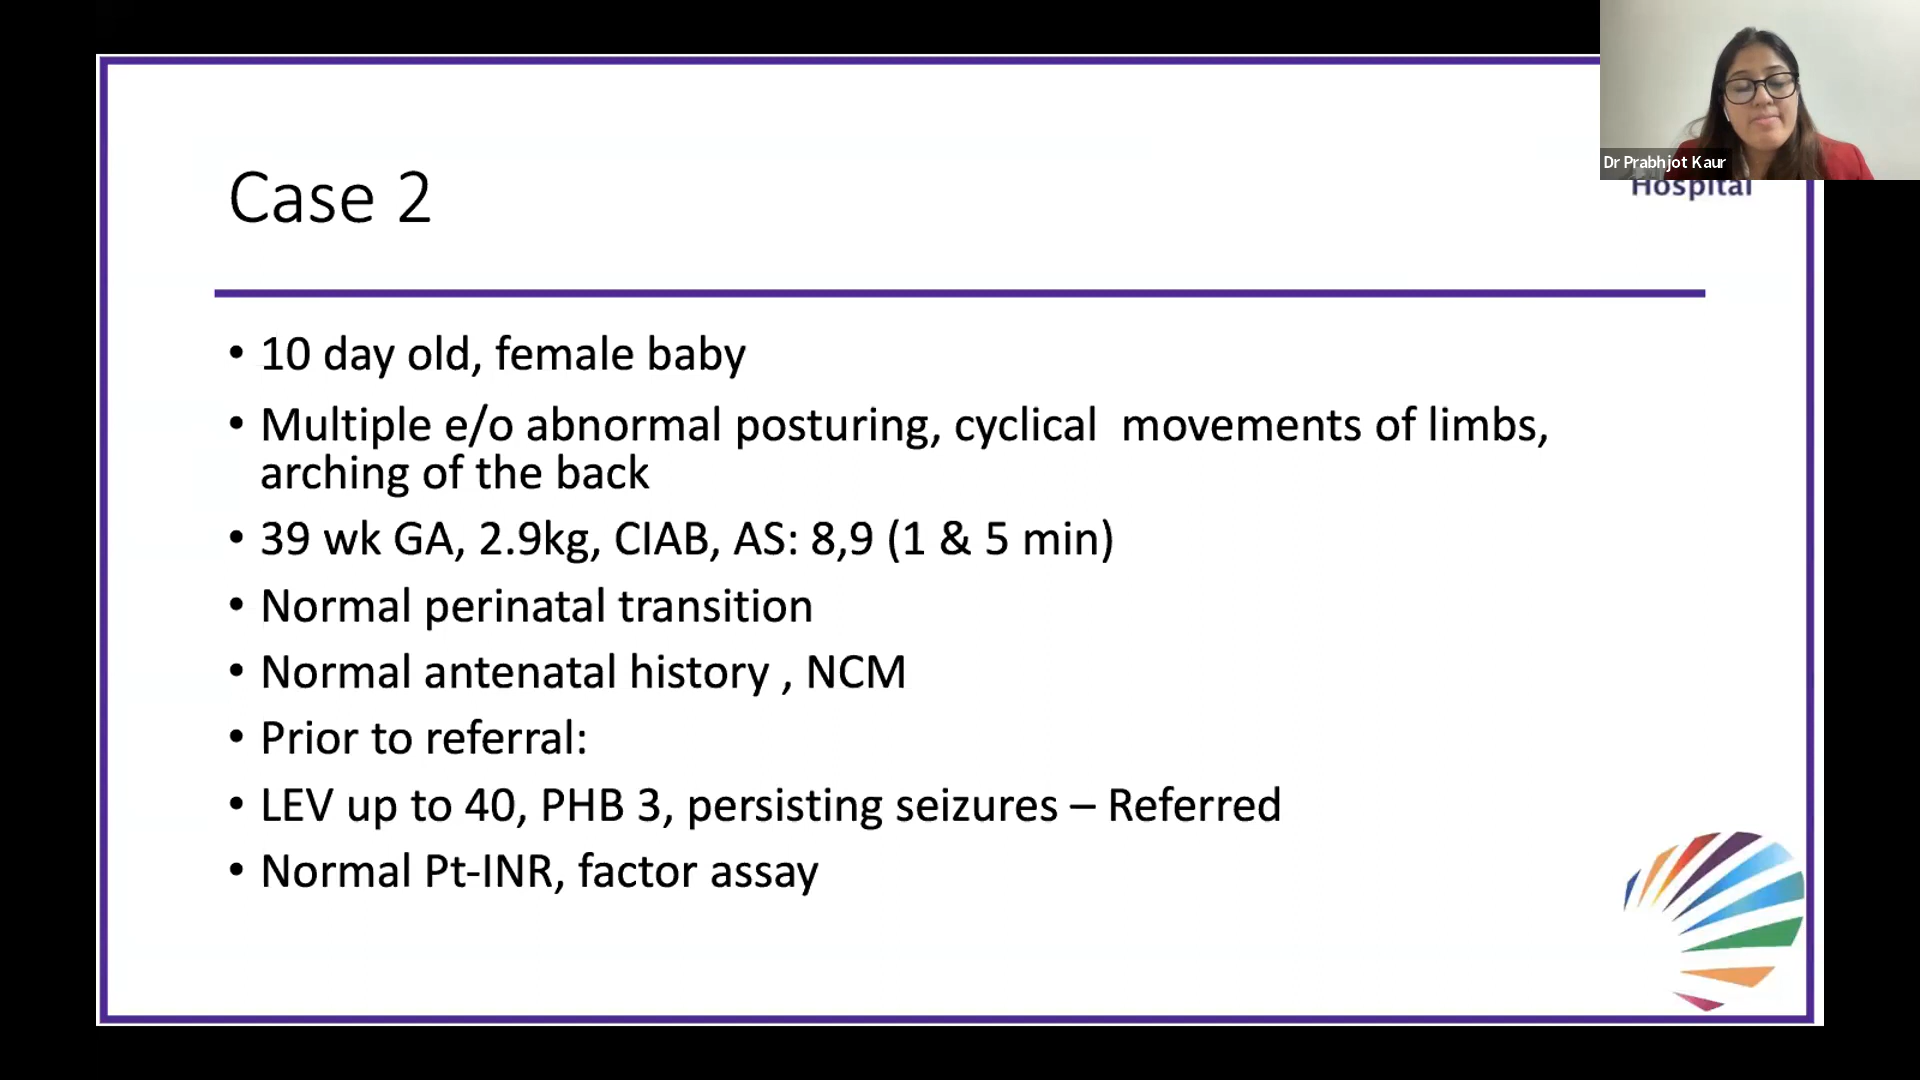 Dr Prabhjot Kaur
Hospital
Case 2
• 10 day old, female baby
• Multiple e/o abnormal posturing, cyclical  movements of limbs,
arching of the back
• 39 wk GA, 2.9kg, CIAB, AS: 8,9 (1 & 5 min)
• Normal perinatal transition
• Normal antenatal history , NCM
• Prior to referral:
• LEV up to 40, PHB 3, persisting seizures – Referred
• Normal Pt-INR, factor assay